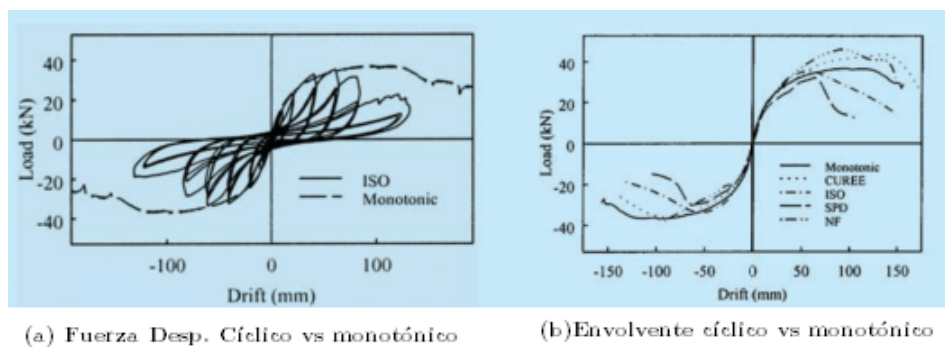 40
20
0
-20
-40
Load (kN)
ISO
Monotonic
-100
0
100
Drift (mm)
(a) Fuerza Desp. Cíclico vs monotónico
40
20
0
-20
-40
Load (kN)
Monotonic
CUREE
ISO
SPD
NF
-150
-100
-50
0
50
100
150
Drift (mm)
(b)Envolvente cíclico vs monotónico